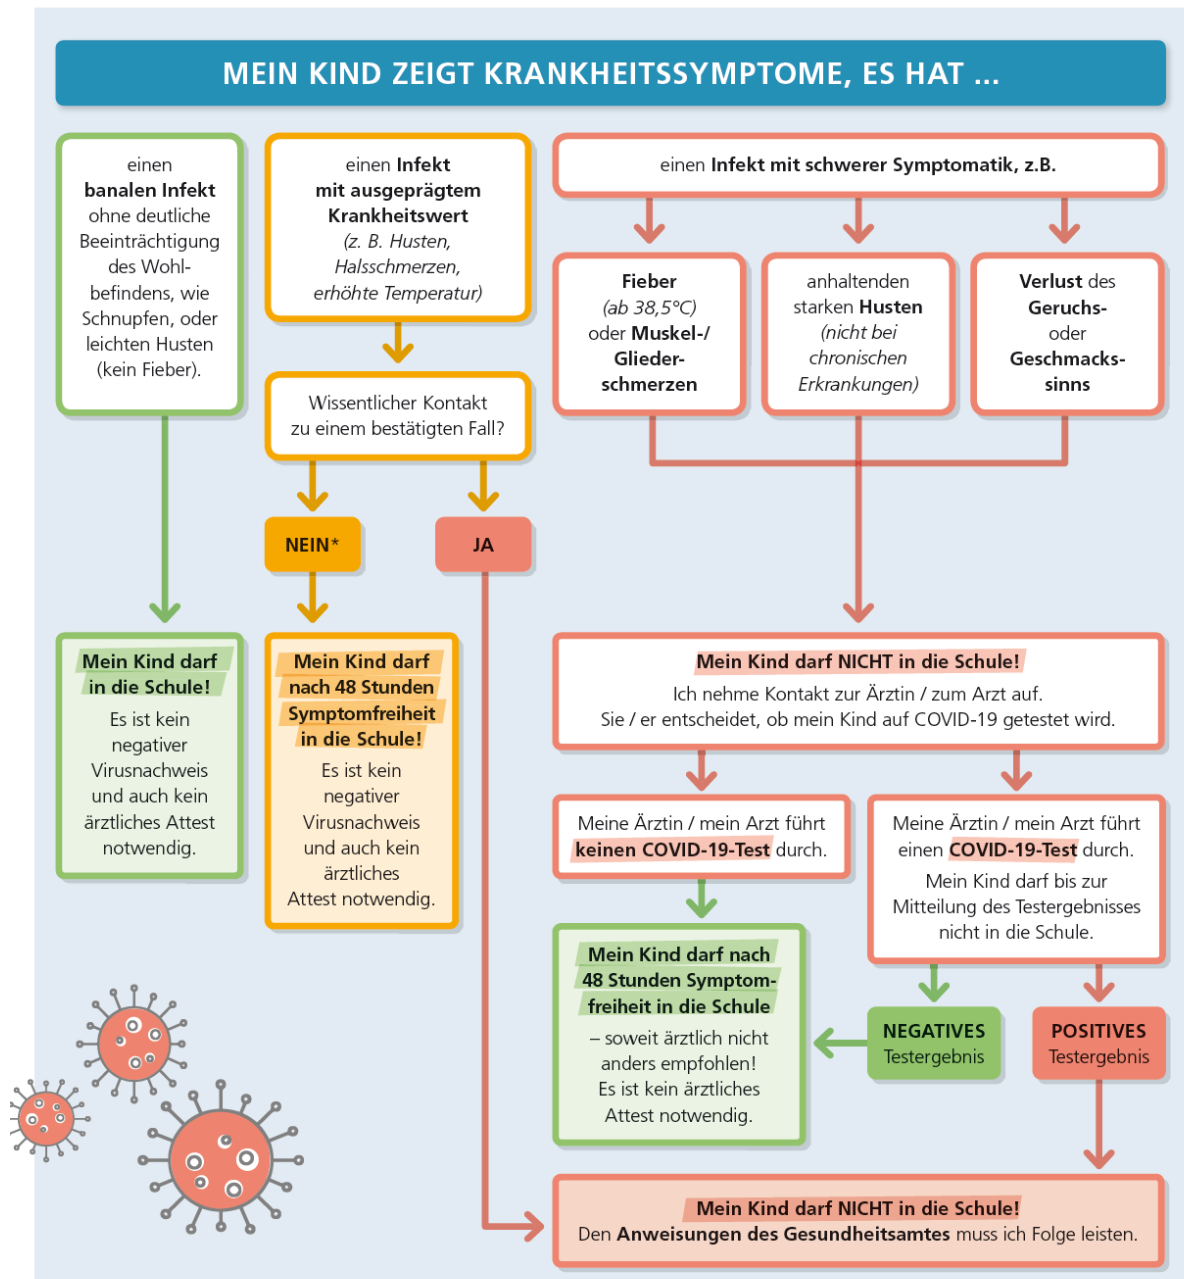 MEIN KIND ZEIGT KRANKHEITSSYMPTOME, ES HAT ...
einen
banalen Infekt
ohne deutliche
Beeinträchtigung
des Wohl-
befindens, wie
Schnupfen, oder
leichten Husten
(kein Fieber).
einen Infekt
mit ausgeprägtem
Krankheitswert
(z. B. Husten,
Halsschmerzen,
erhöhte Temperatur)
einen Infekt mit schwerer Symptomatik, z.B.
Fieber
(ab 38,5°C)
oder Muskel-/
Glieder-
schmerzen
anhaltenden
starken Husten
(nicht bei
chronischen
Erkrankungen)
Verlust des
Geruchs-
oder
Geschmacks-
sinns
Wissentlicher Kontakt
zu einem bestätigten Fall?
NEIN*
JA
Mein Kind darf
in die Schule!
Es ist kein
negativer
Virusnachweis
und auch kein
ärztliches Attest
notwendig.
Mein Kind darf
nach 48 Stunden
Symptomfreiheit
in die Schule!
Es ist kein
negativer
Virusnachweis
und auch kein
ärztliches
Attest notwendig.
Mein Kind darf NICHT in die Schule!
Ich nehme Kontakt zur Ärztin / zum Arzt auf.
Sie / er entscheidet, ob mein Kind auf COVID-19 getestet wird.
Meine Ärztin / mein Arzt führt
keinen COVID-19-Test durch.
Meine Ärztin / mein Arzt führt
einen COVID-19-Test durch.
Mein Kind darf bis zur
Mitteilung des Testergebnisses
nicht in die Schule.
Mein Kind darf nach
48 Stunden Symptom-
freiheit in die Schule
– soweit ärztlich nicht
anders empfohlen!
Es ist kein ärztliches
Attest notwendig.
NEGATIVES
Testergebnis
POSITIVES
Testergebnis
Mein Kind darf NICHT in die Schule!
Den Anweisungen des Gesundheitsamtes muss ich Folge leisten.